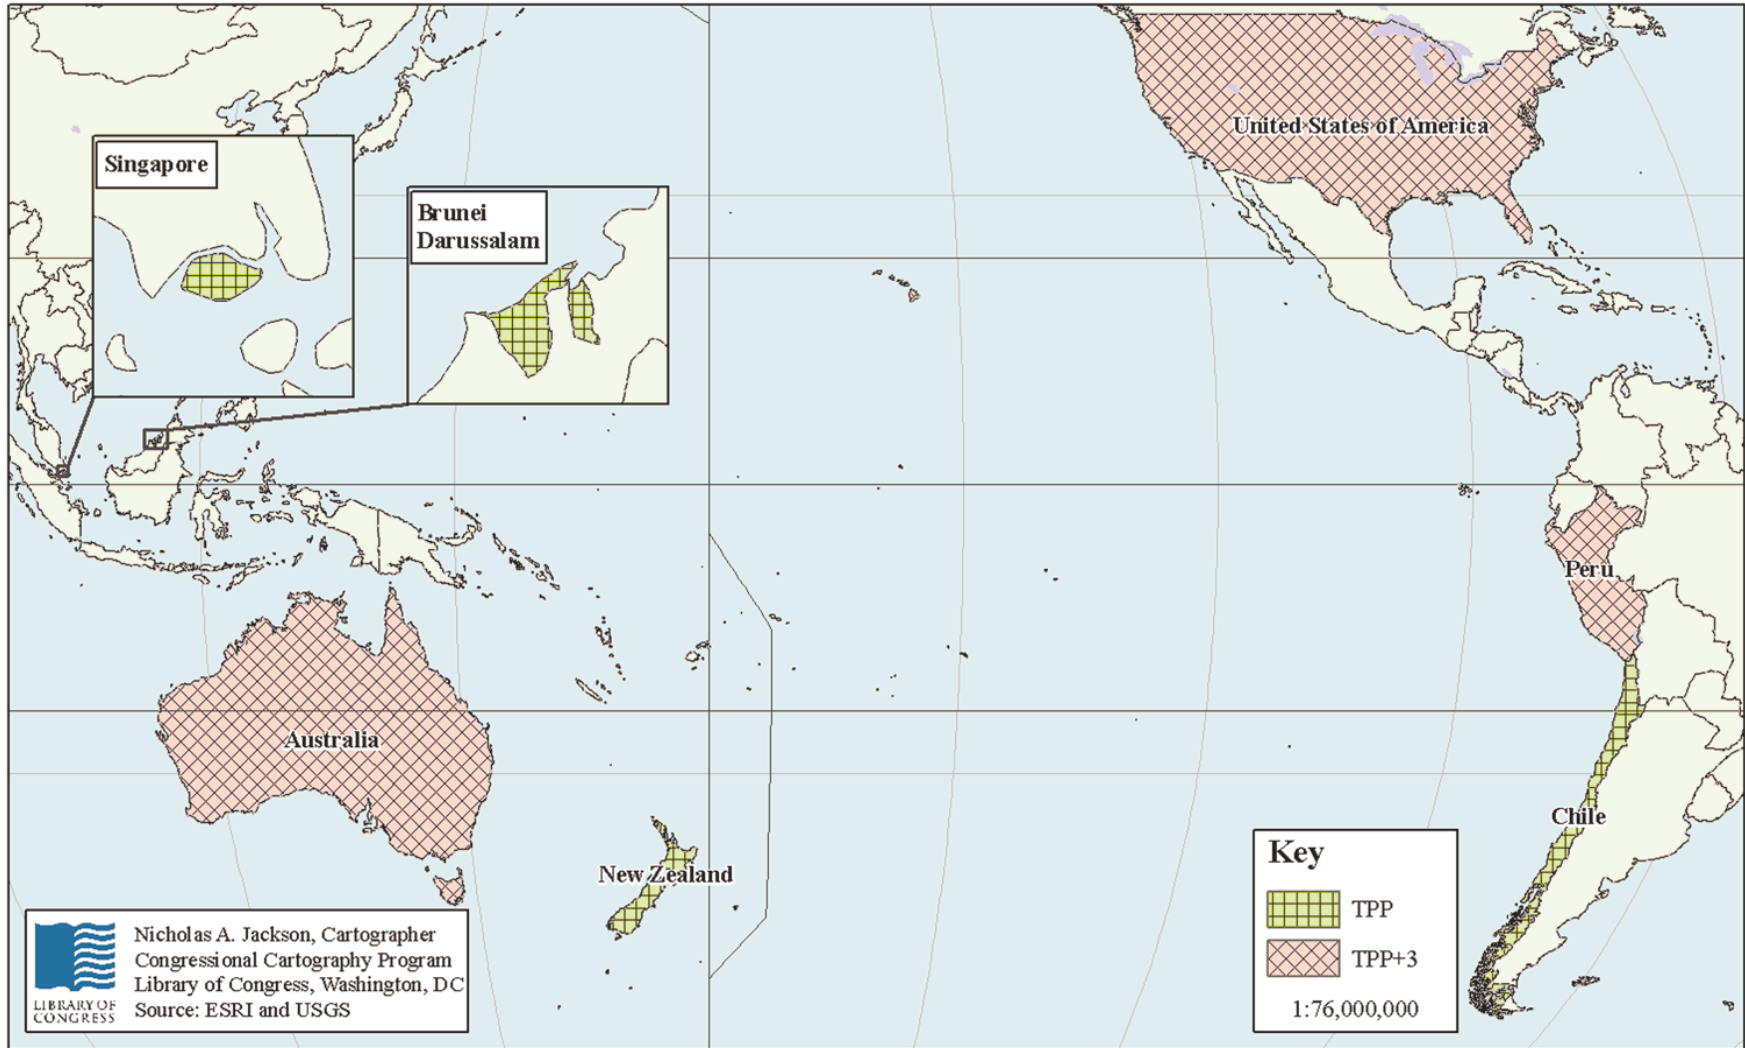 United States of America
Singapore
Brunei
Darussalam
Peru
Australia
Chile
New Zealand
Key
TPP
TPP+3
1:76,000,000
Nicholas A. Jackson, Cartographer
Congressional Cartography Program
Library of Congress, Washington, DC
Source: ESRI and USGS
LIBRARY OF
CONGRESS